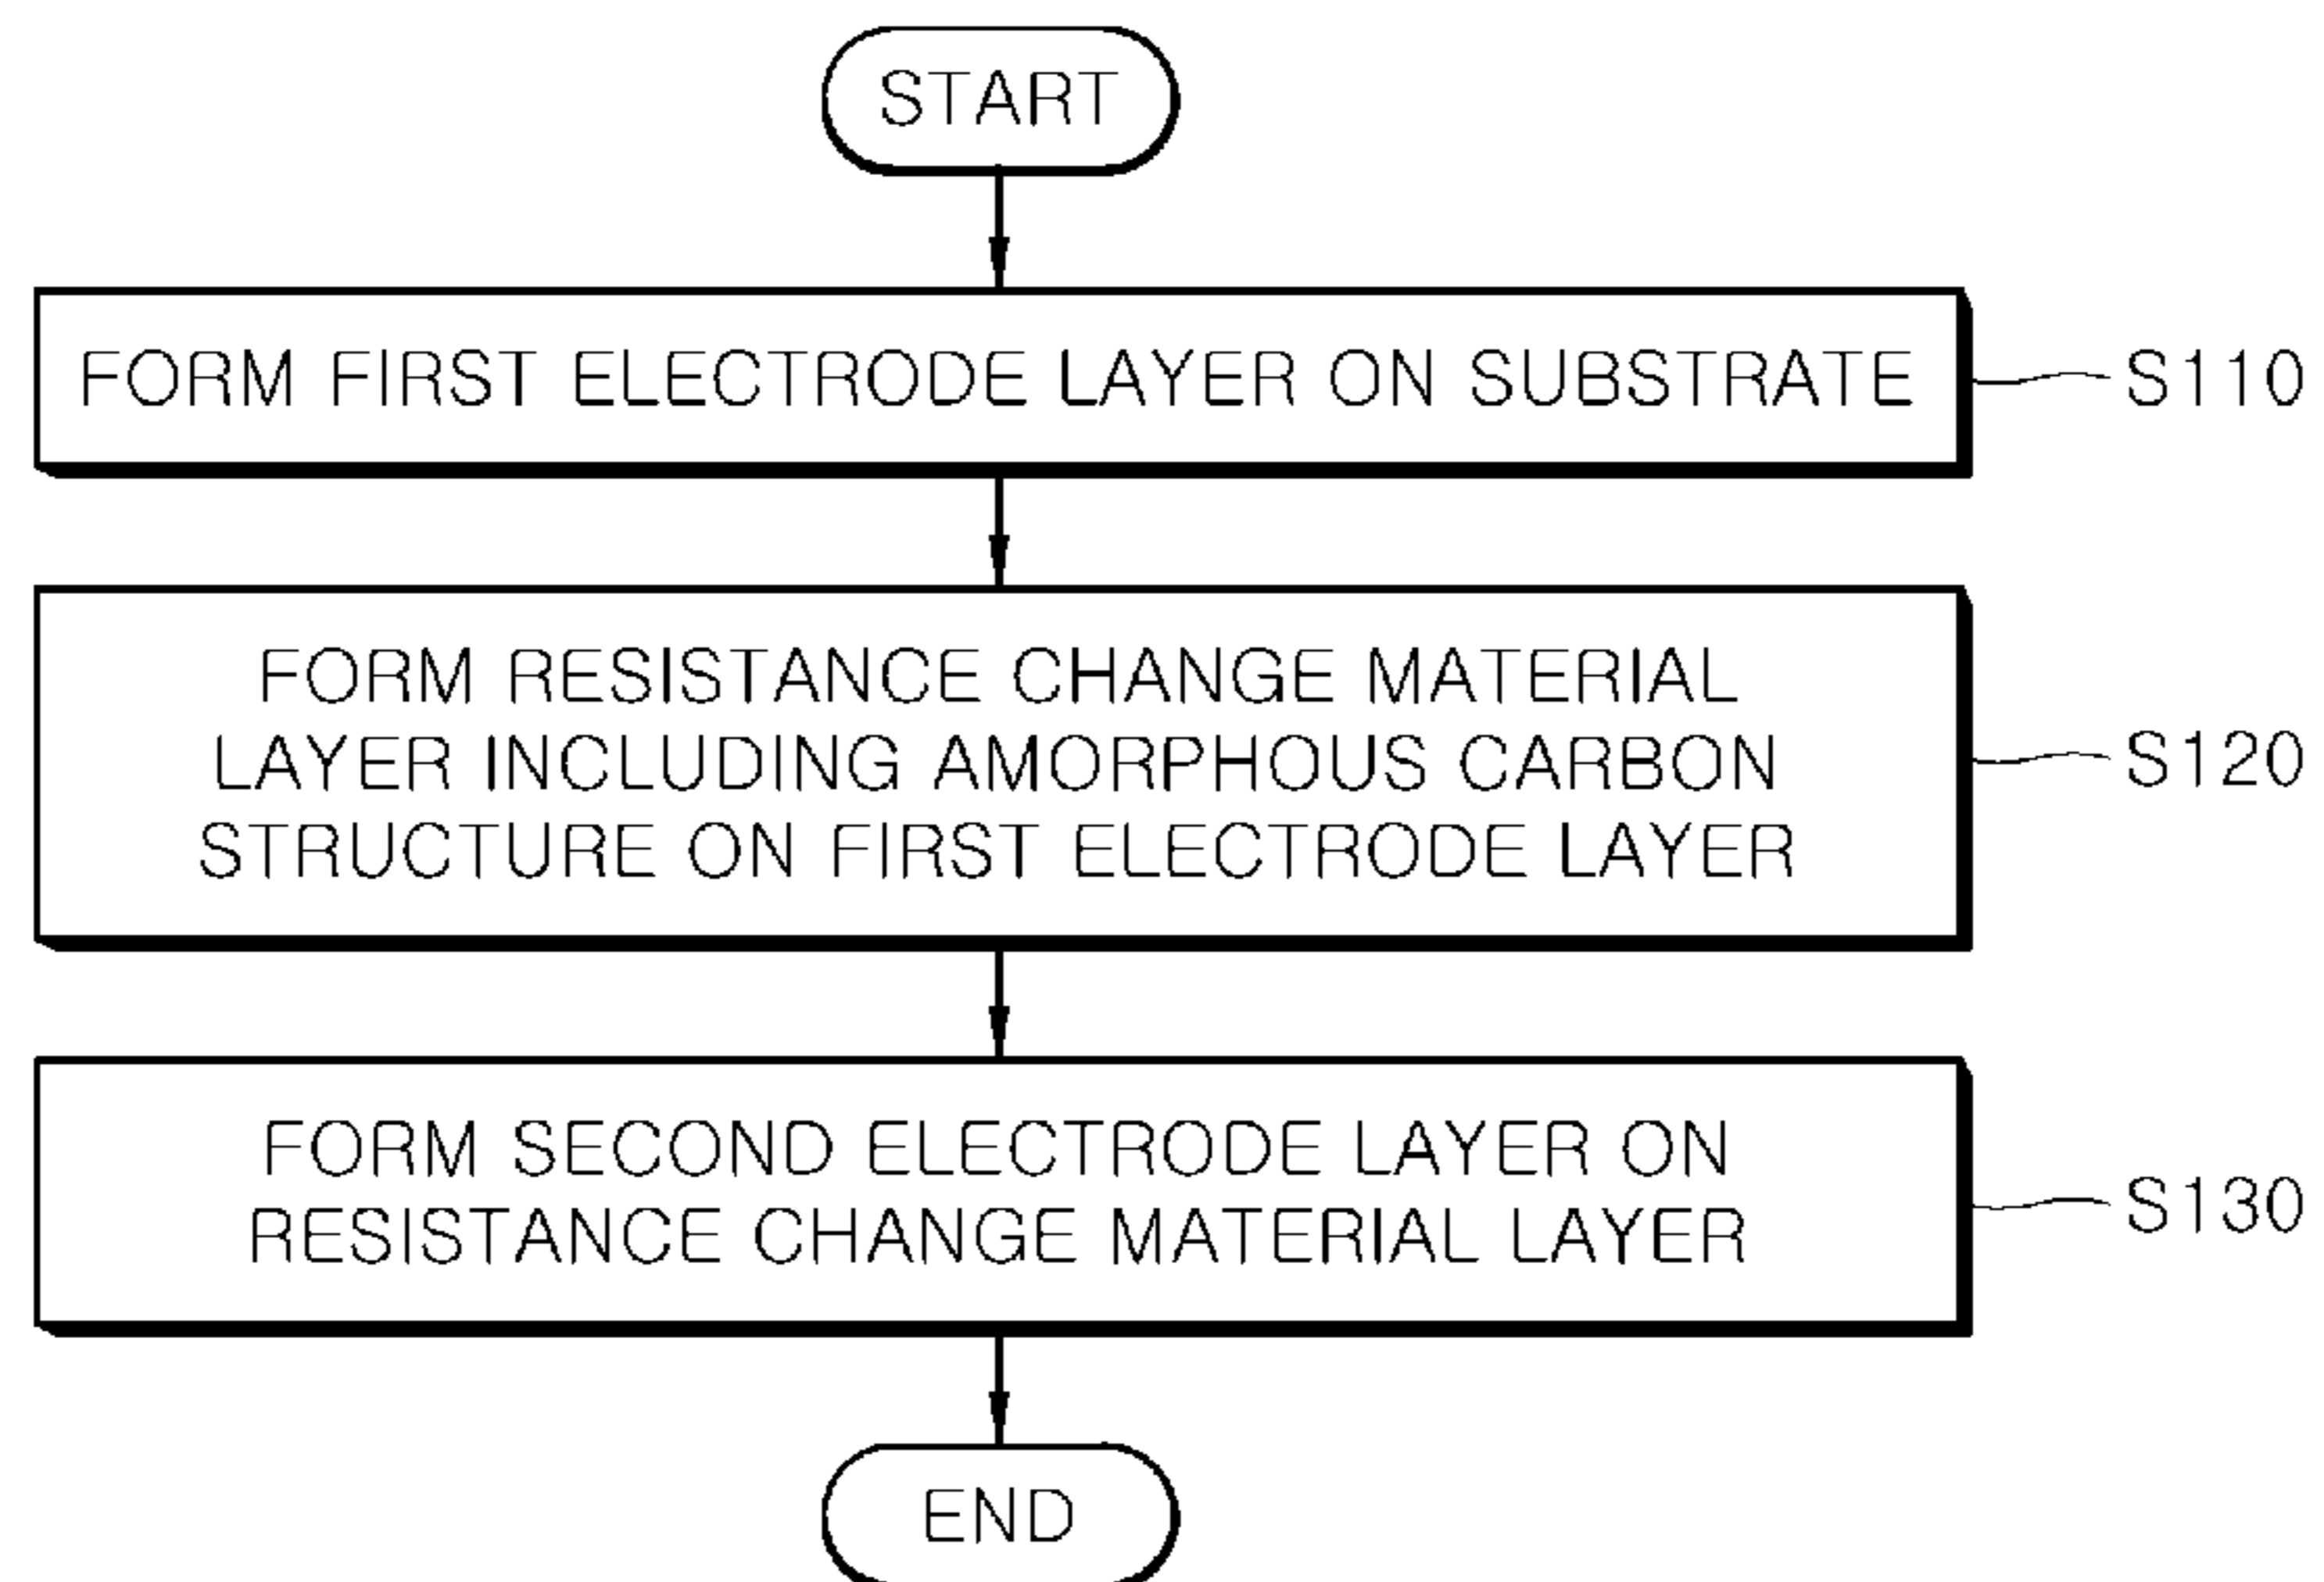 START
FORM FIRST ELECTRODE LAYER ON SUBSTRATE
S110
FORM RESISTANCE CHANGE MATERIAL
LAYER INCLUDING AMORPHOUS CARBON
STRUCTURE ON FIRST ELECTRODE LAYER
S120
FORM SECOND ELECTRODE LAYER ON
RESISTANCE CHANGE MATERIAL LAYER
S130
END